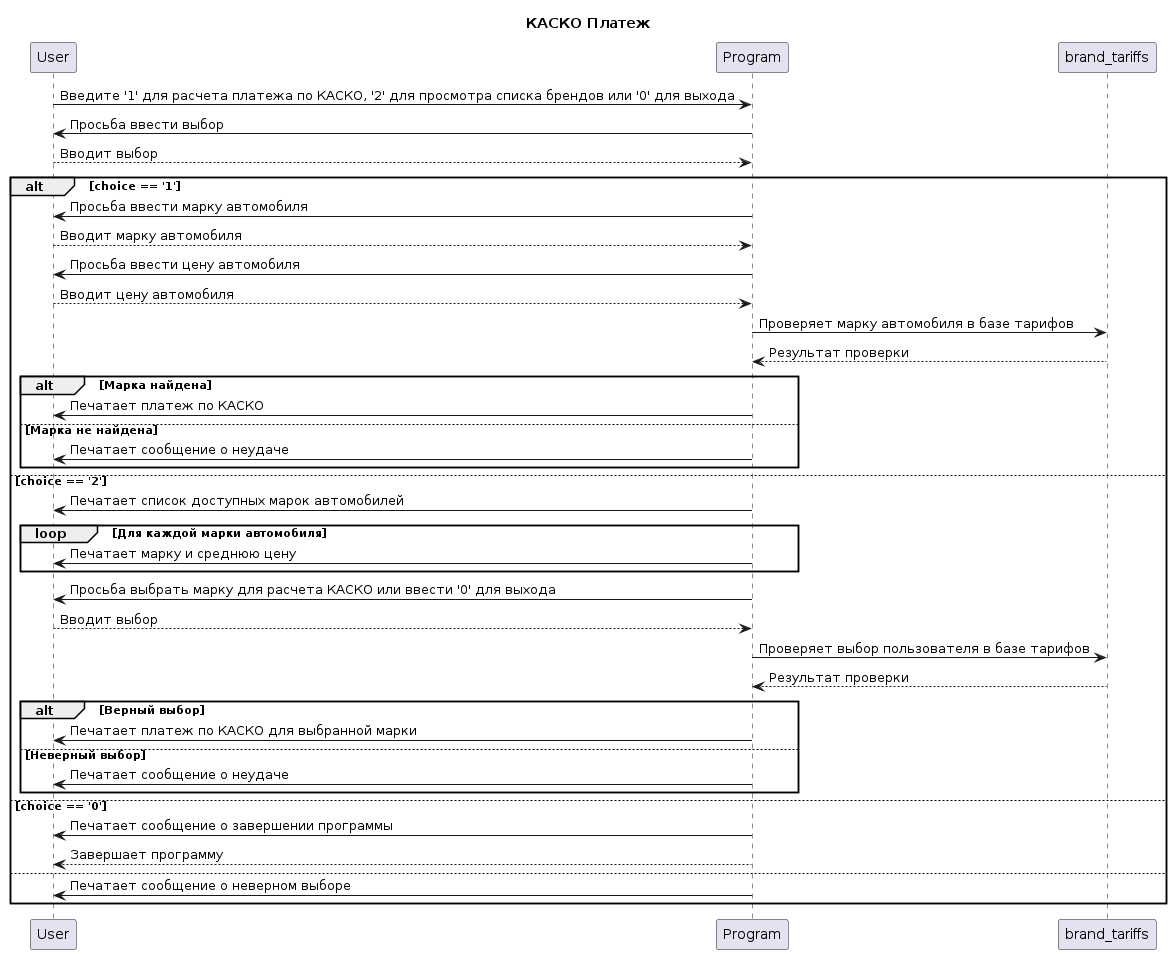 КАСКО Платеж
User
Program
brand_tariffs
Введите '1' для расчета платежа по КАСКО, '2' для просмотра списка брендов или '0' для выхода
Просьба ввести выбор
Вводит выбор
alt
[choice == '1']
Просьба ввести марку автомобиля
Вводит марку автомобиля
Просьба ввести цену автомобиля
Вводит цену автомобиля
Проверяет марку автомобиля в базе тарифов
Результат проверки
alt
[Марка найдена]
Печатает платеж по КАСКО
[Марка не найдена]
Печатает сообщение о неудаче
[choice == '2']
Печатает список доступных марок автомобилей
loop
[Для каждой марки автомобиля]
Печатает марку и среднюю цену
Просьба выбрать марку для расчета КАСКО или ввести '0' для выхода
Вводит выбор
Проверяет выбор пользователя в базе тарифов
Результат проверки
alt
[Верный выбор]
Печатает платеж по КАСКО для выбранной марки
[Неверный выбор]
Печатает сообщение о неудаче
[choice == '0']
Печатает сообщение о завершении программы
Завершает программу
Печатает сообщение о неверном выборе
User
Program
brand_tariffs